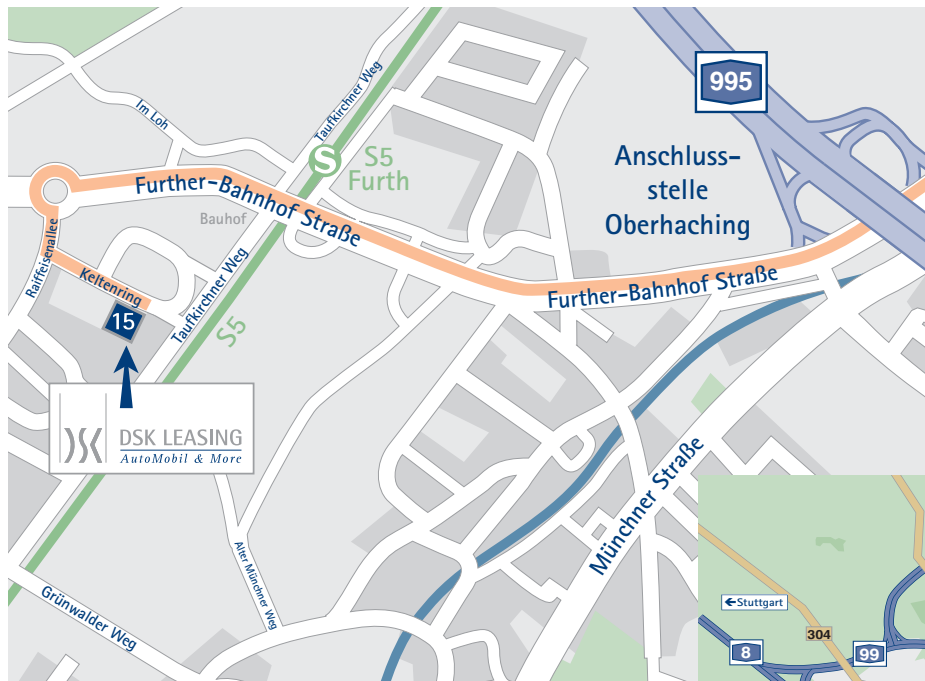 995
Taufkirchner Weg
Im Loh
S
S5
Furth
Anschluss-
stelle
Oberhaching
Further-Bahnhof Straße
Bauhof
Raiffeisenallee
Keltenring
Taufkirchner Weg
Further-Bahnhof Straße
15
S5
DSK LEASING
AutoMobil & More
Münchner Straße
Alter Münchner Weg
Grünwalder Weg
Stuttgart
304
8
99